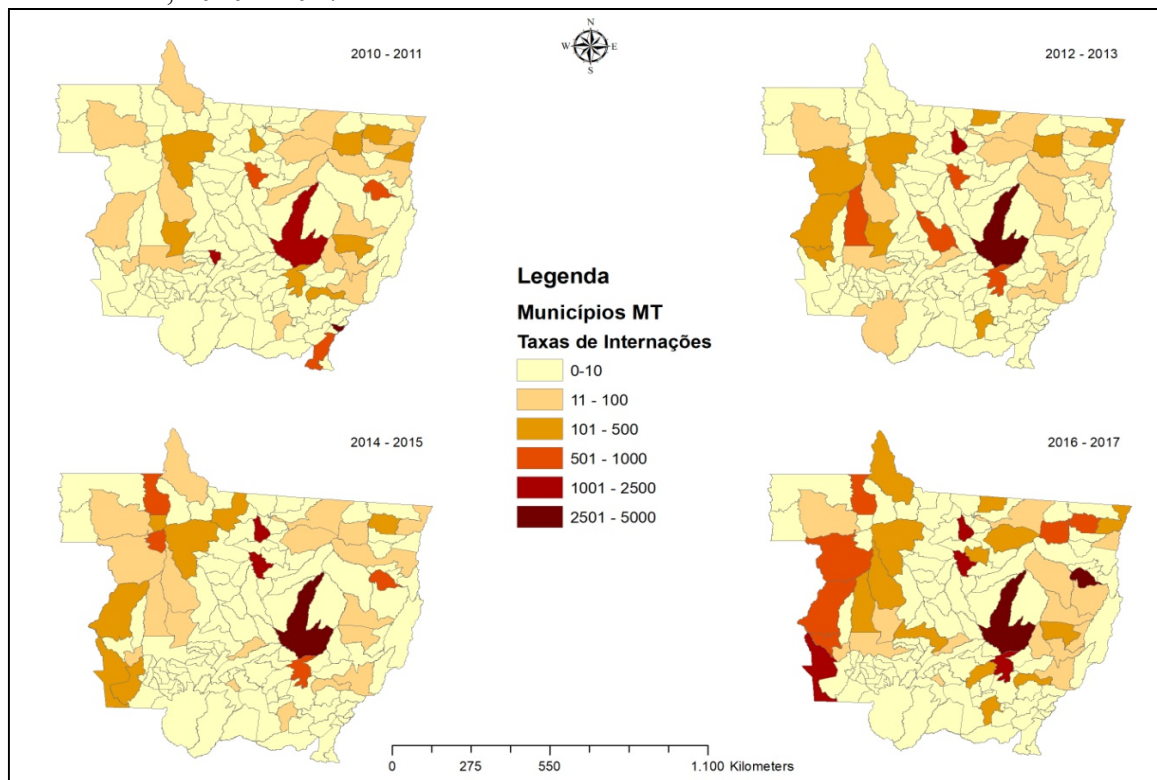 N
W E
S
2010 - 2011
2012 - 2013
Legenda
Municípios MT
Taxas de Internações
0-10
11 - 100
101 - 500
501 - 1000
1001 - 2500
2501 - 5000
2014 - 2015
2016 - 2017
0 275 550 1.100 Kilometers